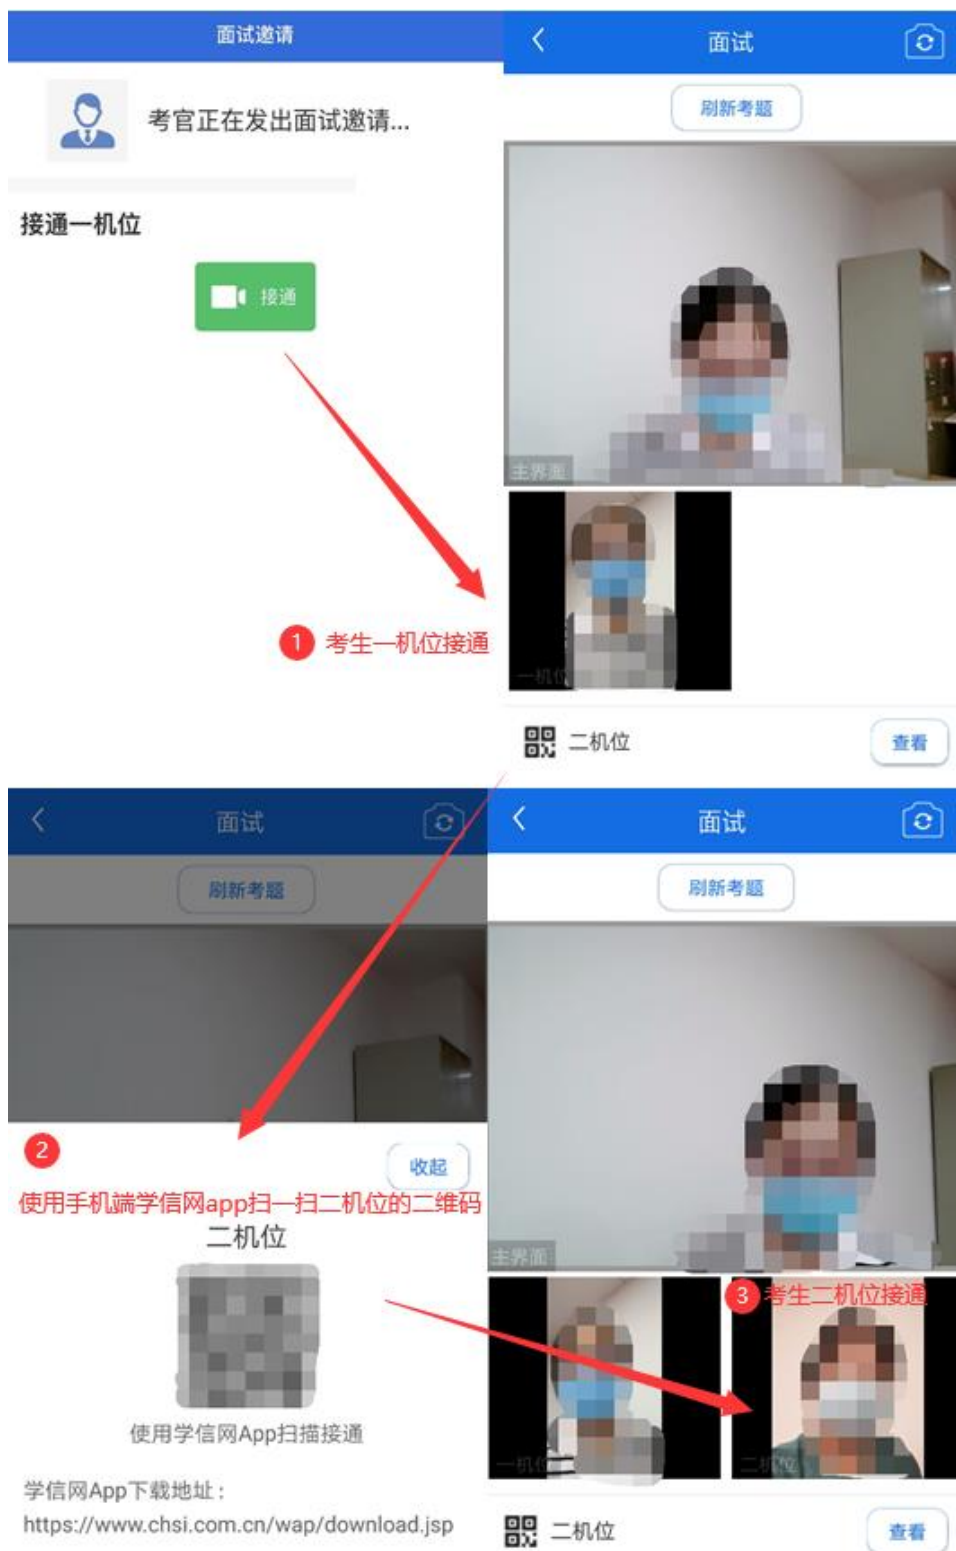 面试邀请
考官正在发出面试邀请...
接通一机位
接通
1 考生一机位接通
面试
刷新考题
主界面
一机位
二机位
查看
面试
刷新考题
2
收起
使用手机端学信网app扫一扫二机位的二维码
二机位
使用学信网App扫描接通
学信网App下载地址：
https://www.chsi.com.cn/wap/download.jsp
面试
刷新考题
主界面
3 考生二机位接通
一机位
二机位
二机位
查看